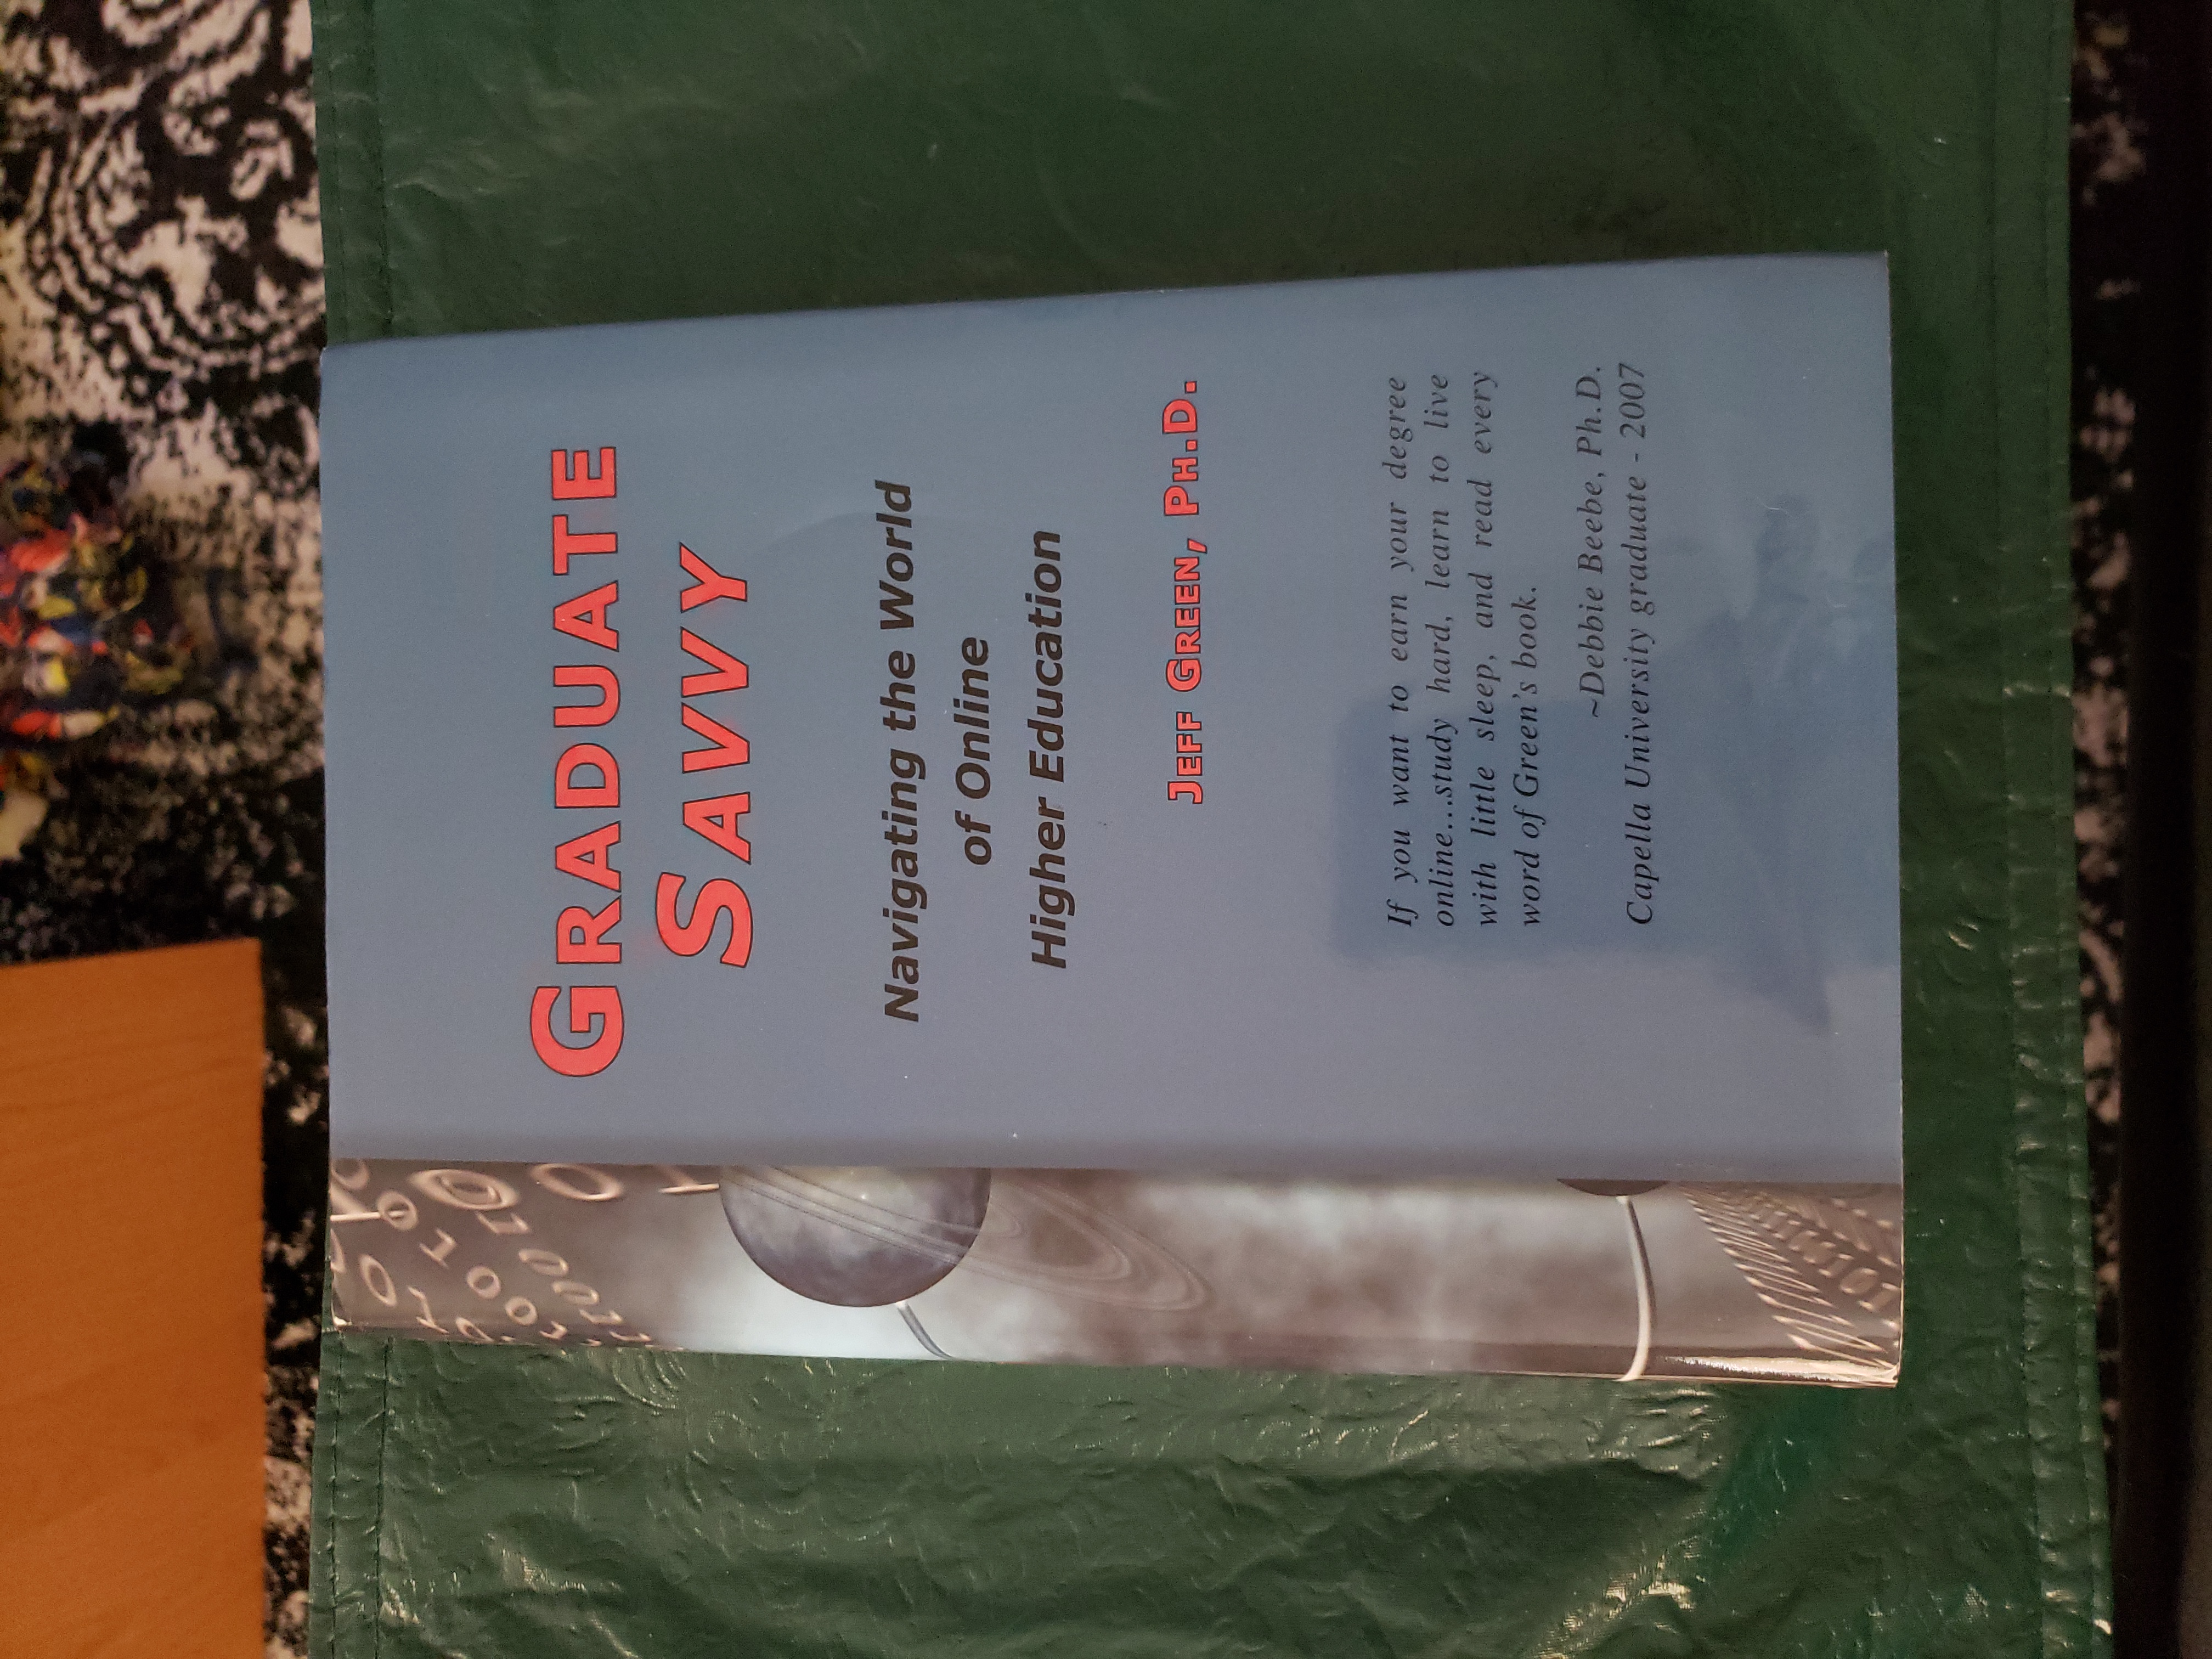 GRADUATE
SAVVY
Navigating the World
of Online
Higher Education
JEFF GREEN, PH.D.
If you want to earn your degree
online...study hard, learn to live
with little sleep, and read every
word of Green's book.
~Debbie Beebe, Ph.D.
Capella University graduate - 2007